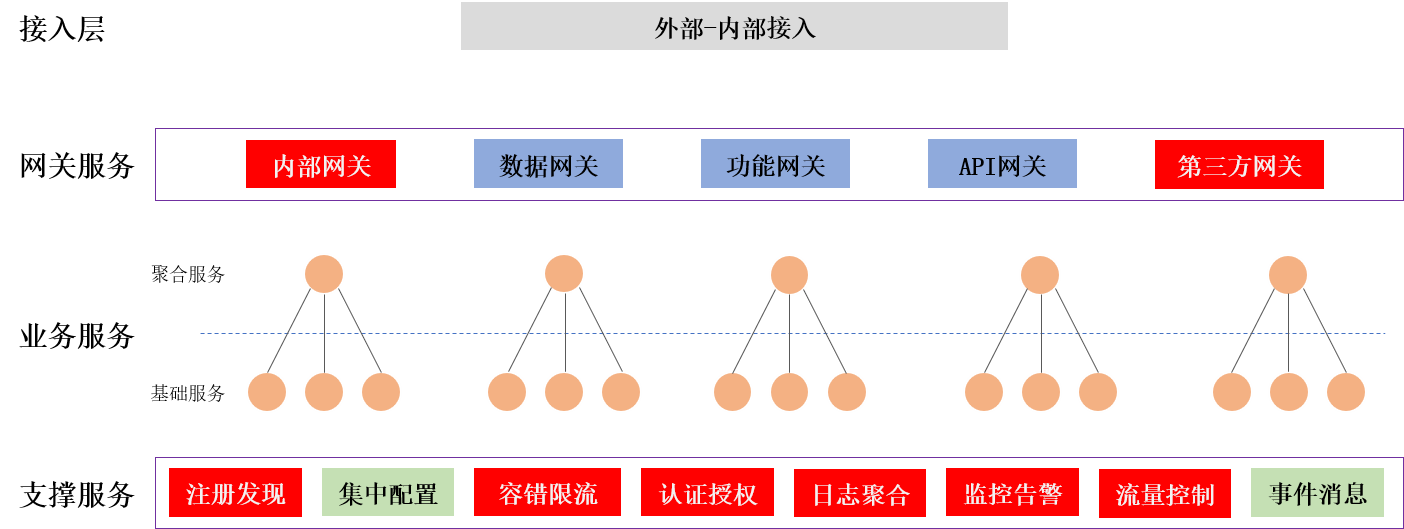 接入层
外部-内部接入
网关服务
内部网关
数据网关
功能网关
API网关
第三方网关
聚合服务
业务服务
基础服务
支撑服务
注册发现
集中配置
容错限流
认证授权
日志聚合
监控告警
流量控制
事件消息